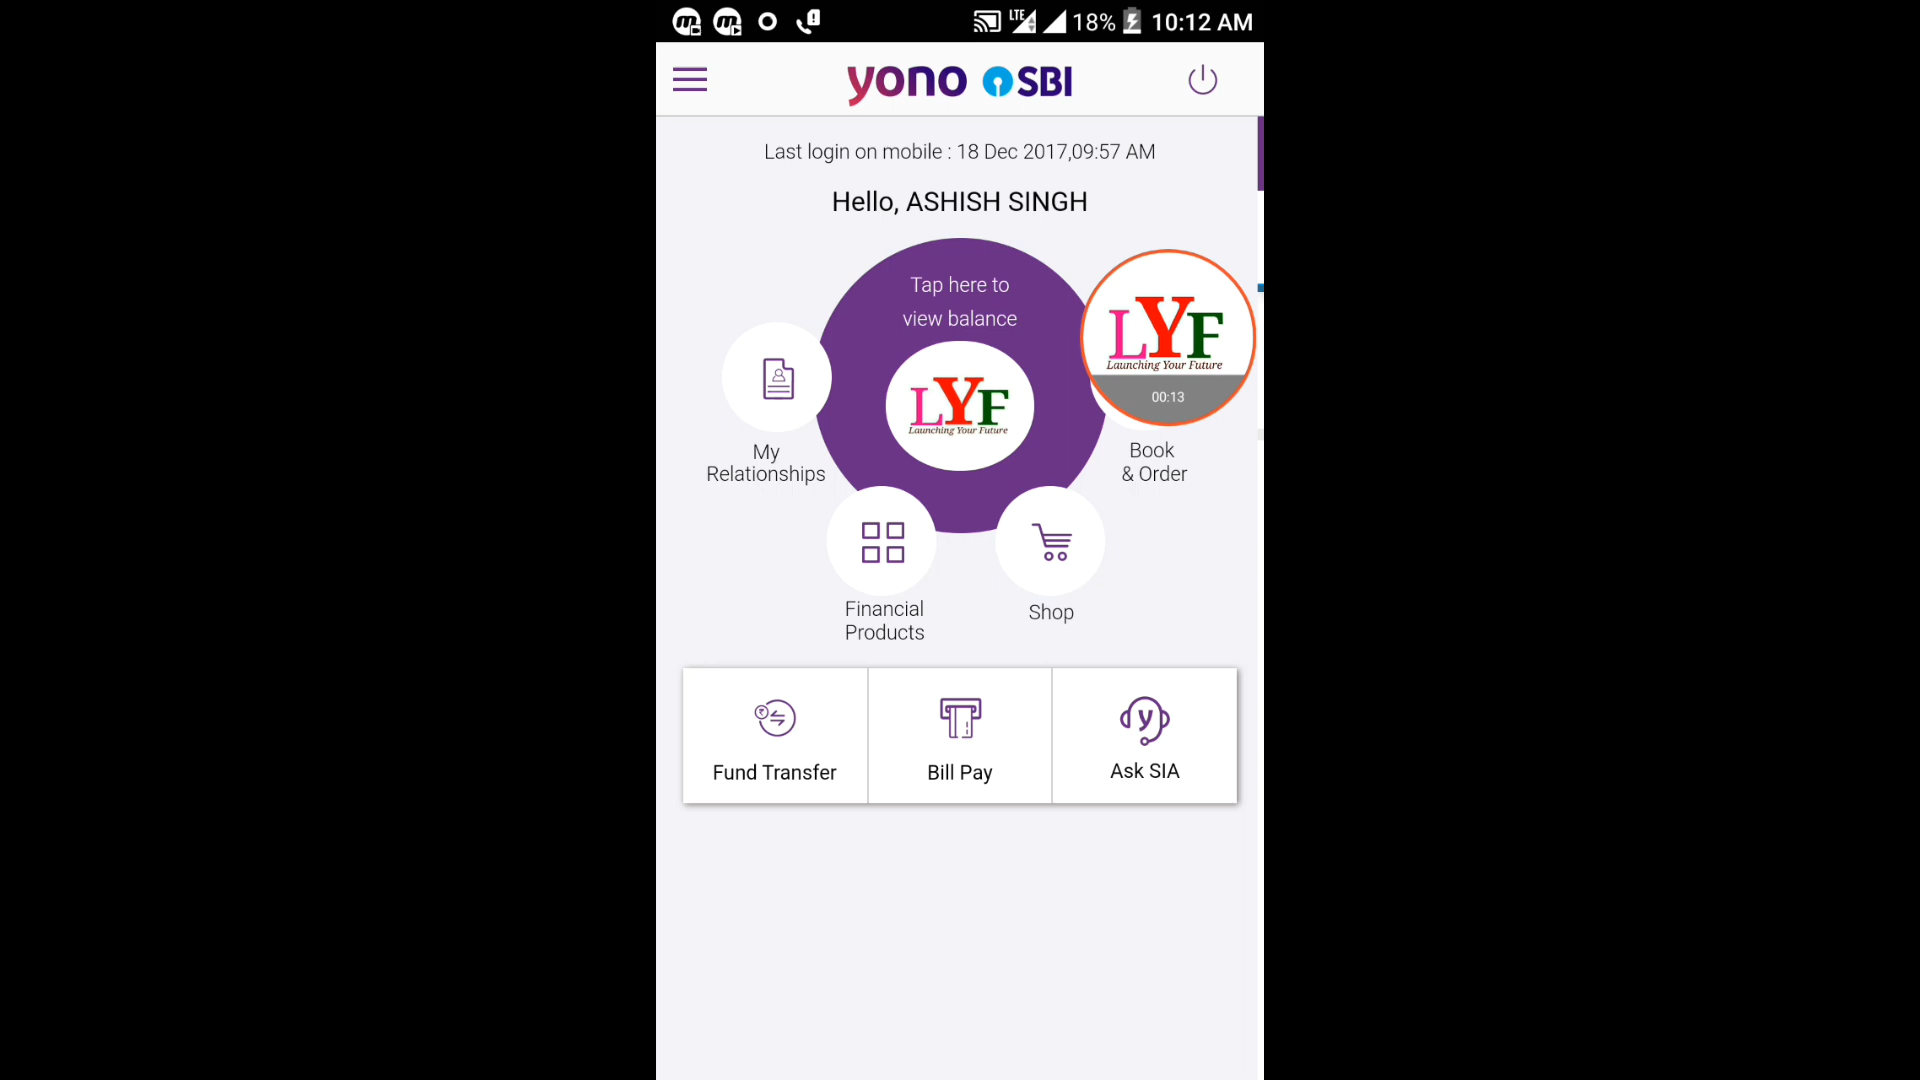 LTE 18% 10:12 AM
yono SBI
Last login on mobile : 18 Dec 2017,09:57 AM
Hello, ASHISH SINGH
Tap here to
view balance
LYF
Launching Your Future
00:13
LYF
Launching Your Future
My
Relationships
Book
& Order
Financial
Products
Shop
Fund Transfer
Bill Pay
Ask SIA